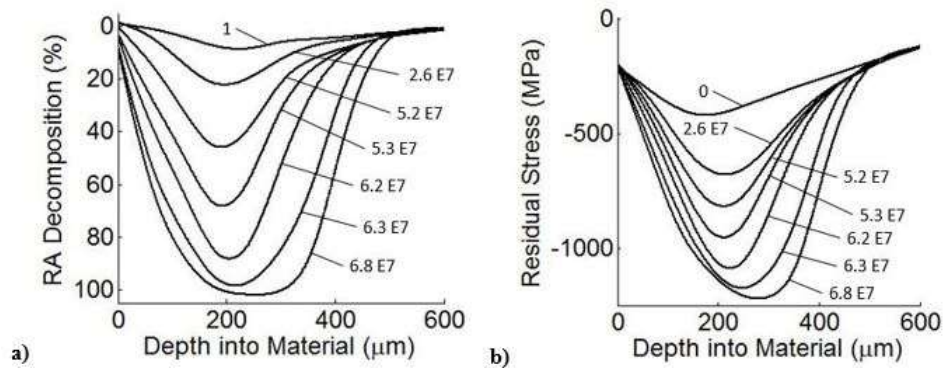 0
20
40
60
80
100
RA Decomposition (%)
1
2.6 E7
5.2 E7
5.3 E7
6.2 E7
6.3 E7
6.8 E7
0 200 400 600
Depth into Material (μm)
a)
0
-500
-1000
Residual Stress (MPa)
0
2.6 E7
5.2 E7
5.3 E7
6.2 E7
6.3 E7
6.8 E7
0 200 400 600
Depth into Material (μm)
b)